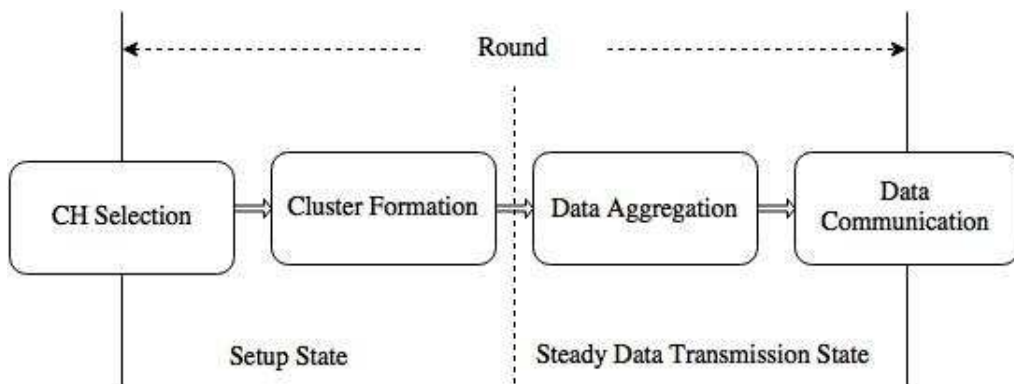 Round
CH Selection
Cluster Formation
Data Aggregation
Data
Communication
Setup State
Steady Data Transmission State